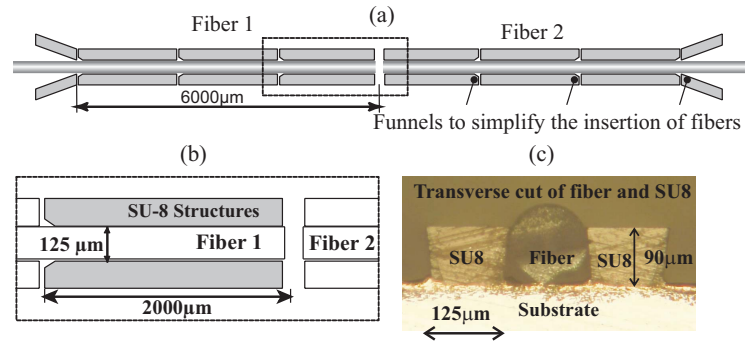 (a)
Fiber 1
Fiber 2
6000μm
Funnels to simplify the insertion of fibers
(b)
(c)
SU-8 Structures
125 μm
Fiber 1
Fiber 2
2000μm
Transverse cut of fiber and SU8
SU8
Fiber
SU8
90μm
Substrate
125μm